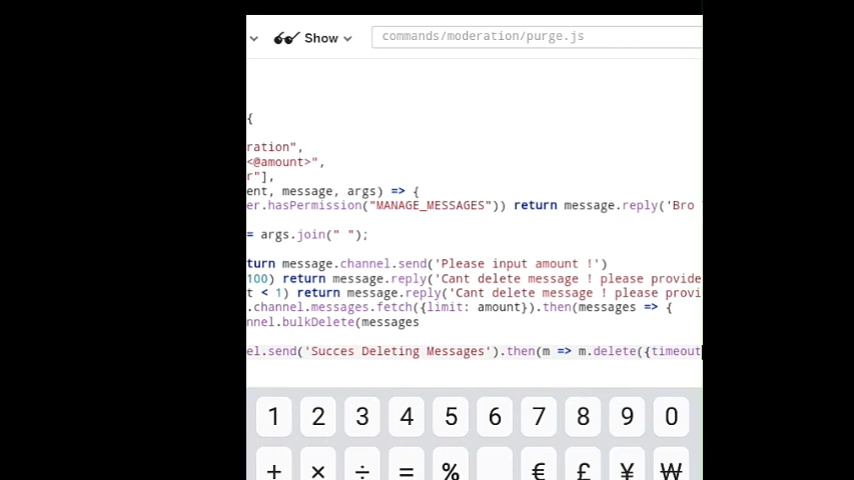 Show commands/moderation/purge.js
{
ration",
<@amount>",
r"],
ent, message, args) => {
er.hasPermission("MANAGE_MESSAGES")) return message.reply('Bro
= args.join(" ");
turn message.channel.send('Please input amount !')
100) return message.reply('Cant delete message ! please provide
t < 1) return message.reply('Cant delete message ! please provi
.channel.messages.fetch({limit: amount}).then(messages => {
nnel.bulkDelete(messages
el.send('Succes Deleting Messages').then(m => m.delete({timeout
1 2 3 4 5 6 7 8 9 0
+ × ÷ = % € £ ¥ ₩